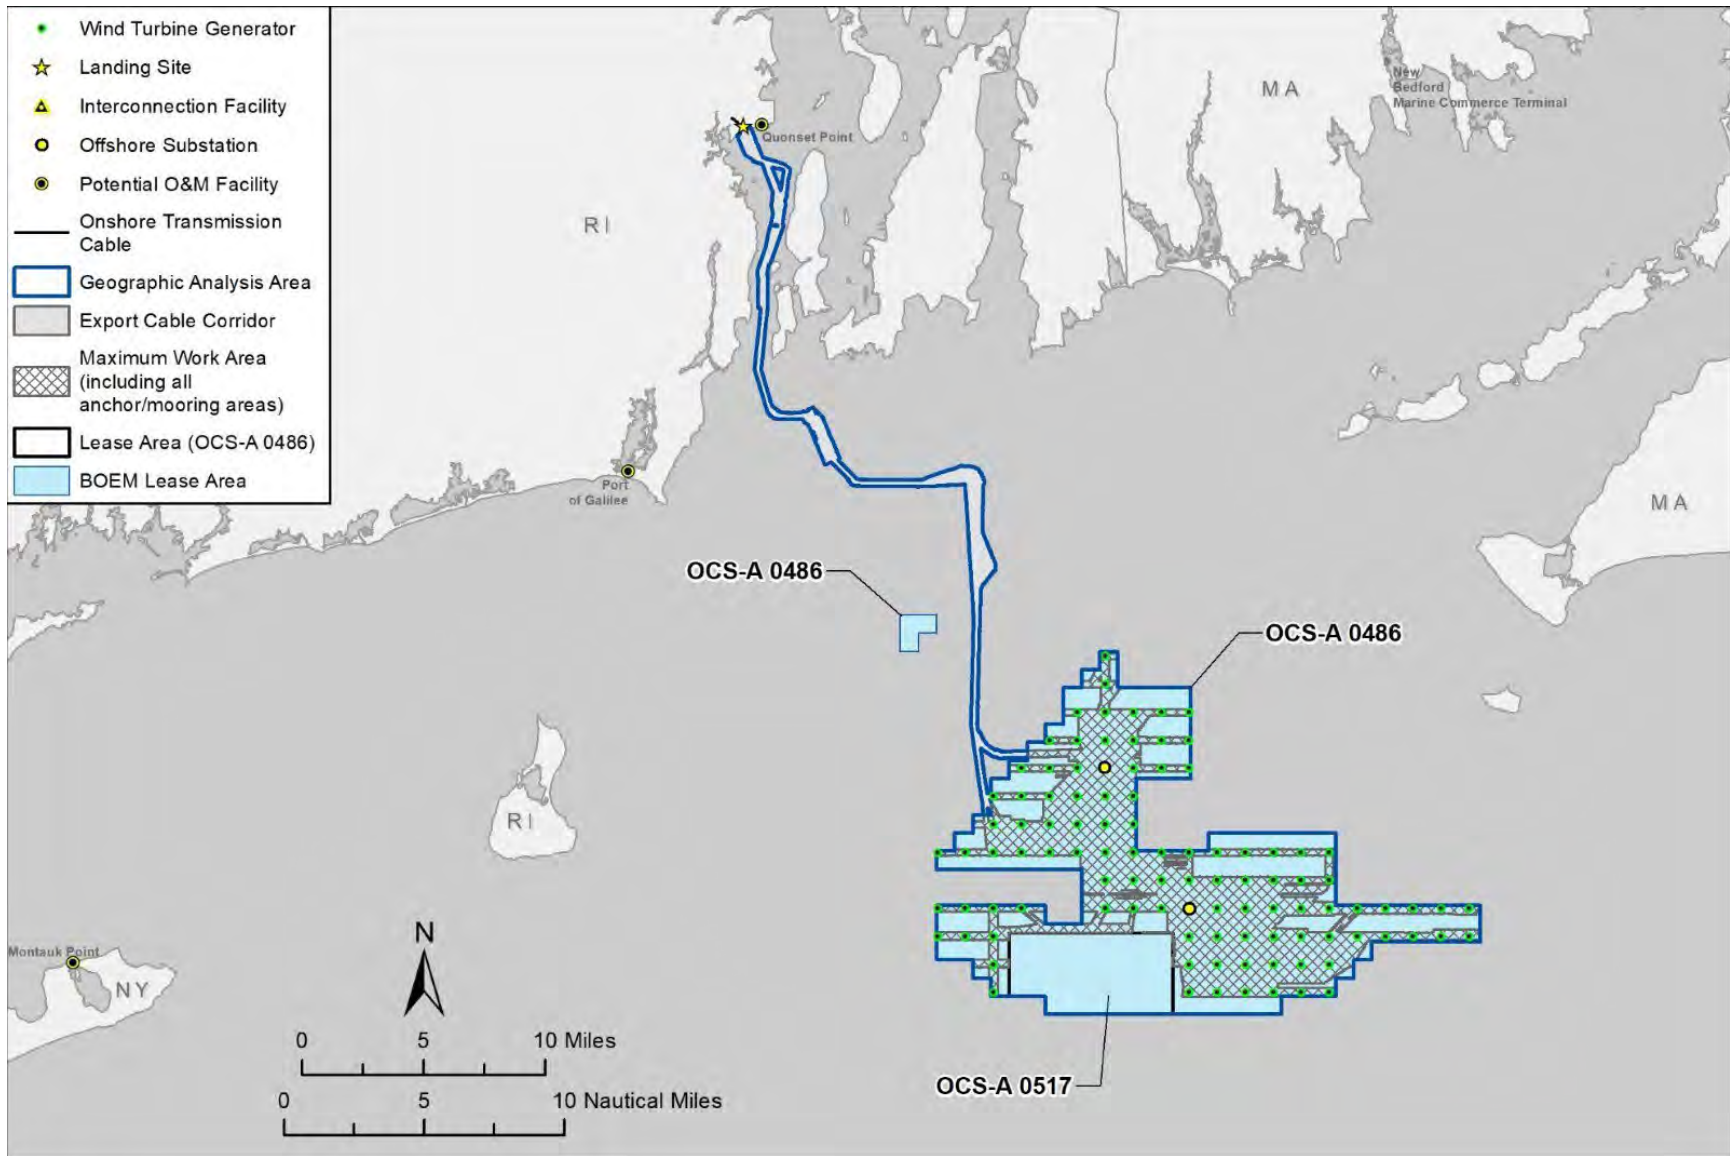 Wind Turbine Generator
Landing Site
Interconnection Facility
Offshore Substation
Potential O&M Facility
Onshore Transmission
Cable
Geographic Analysis Area
Export Cable Corridor
Maximum Work Area
(including all
anchor/mooring areas)
Lease Area (OCS-A 0486)
BOEM Lease Area
New
Bedford
Marine Commerce Terminal
MA
Quonset Point
RI
Port
of Galilee
MA
OCS-A 0486
OCS-A 0486
RI
Montauk Point
NY
N
0 5 10 Miles
0 5 10 Nautical Miles
OCS-A 0517